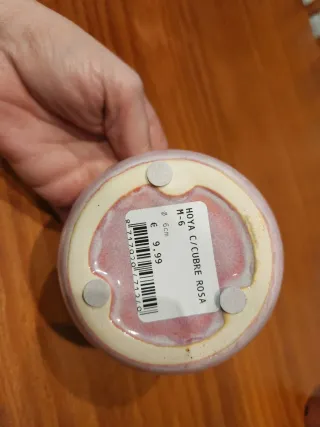 HOYA C/CUBRE ROSA
M-6
Ø 6cm
€ 9.99